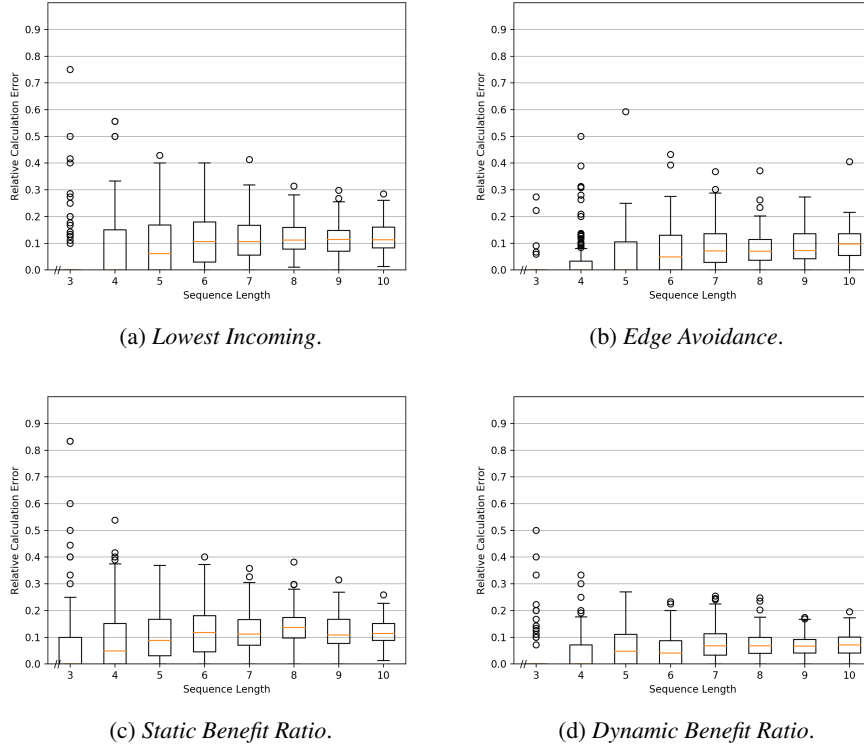 0.9
0.8
0.7
0.6
0.5
0.4
0.3
0.2
0.1
0.0
Relative Calculation Error
3 4 5 6 7 8 9 10
Sequence Length
(a) Lowest Incoming.
0.9
0.8
0.7
0.6
0.5
0.4
0.3
0.2
0.1
0.0
Relative Calculation Error
3 4 5 6 7 8 9 10
Sequence Length
(b) Edge Avoidance.
0.9
0.8
0.7
0.6
0.5
0.4
0.3
0.2
0.1
0.0
Relative Calculation Error
3 4 5 6 7 8 9 10
Sequence Length
(c) Static Benefit Ratio.
0.9
0.8
0.7
0.6
0.5
0.4
0.3
0.2
0.1
0.0
Relative Calculation Error
3 4 5 6 7 8 9 10
Sequence Length
(d) Dynamic Benefit Ratio.